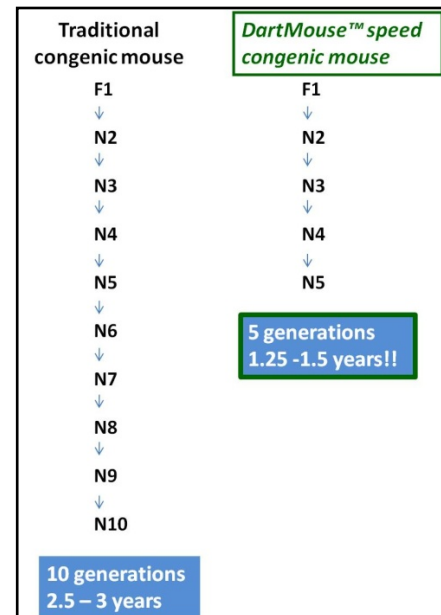 Traditional
congenic mouse
F1
↓
N2
↓
N3
↓
N4
↓
N5
↓
N6
↓
N7
↓
N8
↓
N9
↓
N10
10 generations
2.5 – 3 years
DartMouse™ speed
congenic mouse
F1
↓
N2
↓
N3
↓
N4
↓
N5
5 generations
1.25 -1.5 years!!